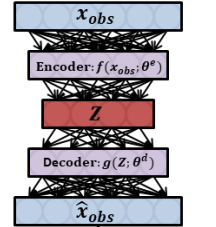 x_obs
Encoder: f(x_obs; θ^e)
Z
Decoder: g(Z; θ^d)
x̂_obs